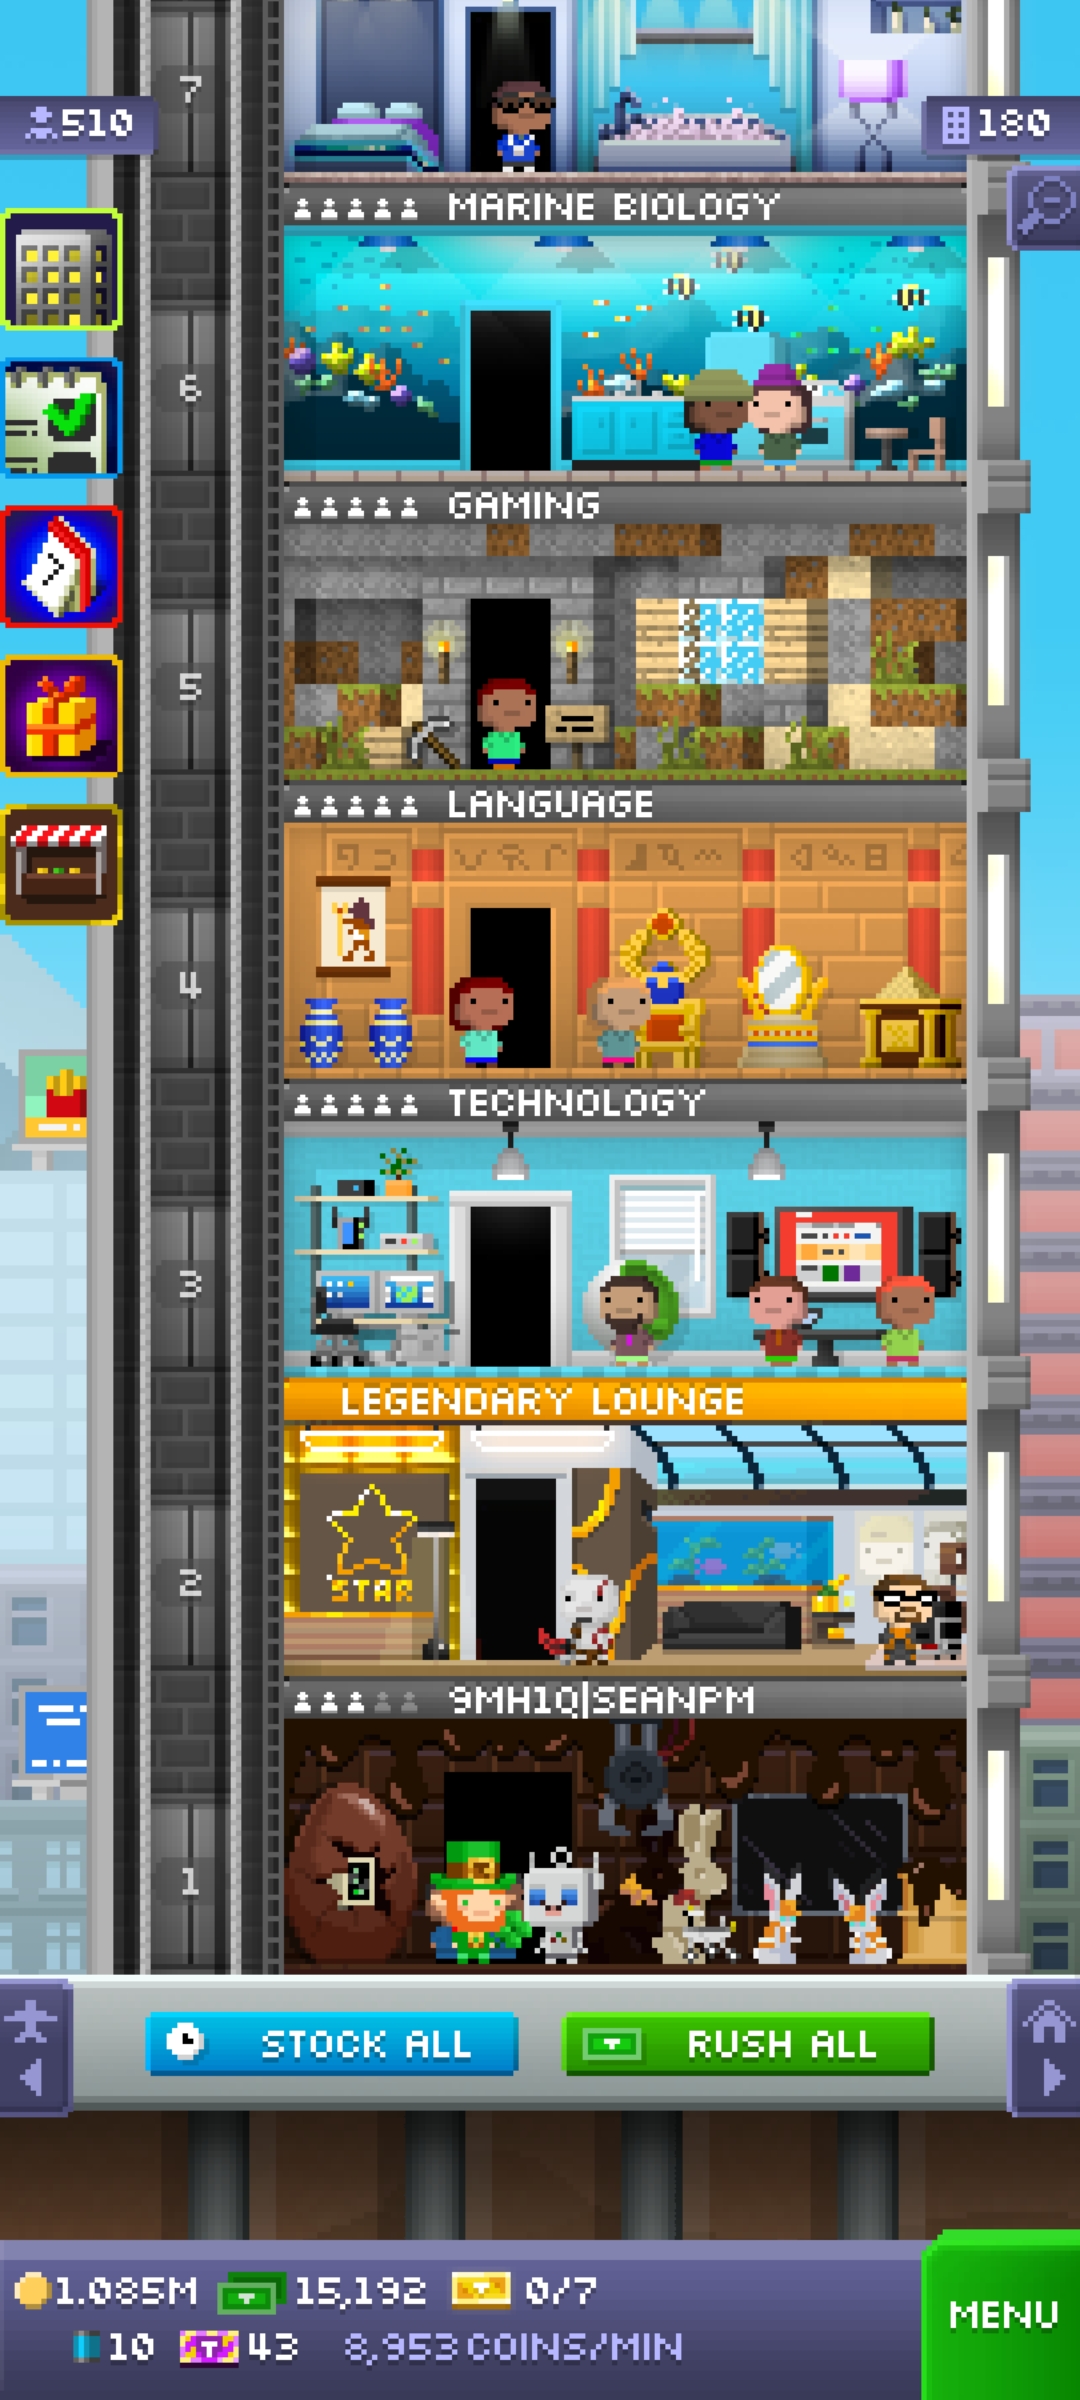 7
510
180
MARINE BIOLOGY
6
GAMING
5
LANGUAGE
4
TECHNOLOGY
3
LEGENDARY LOUNGE
STAR
2
9MH1Q|SEANPM
1
STOCK ALL
RUSH ALL
1.085M
15,192
0/7
MENU
10
43
8,953 COINS/MIN